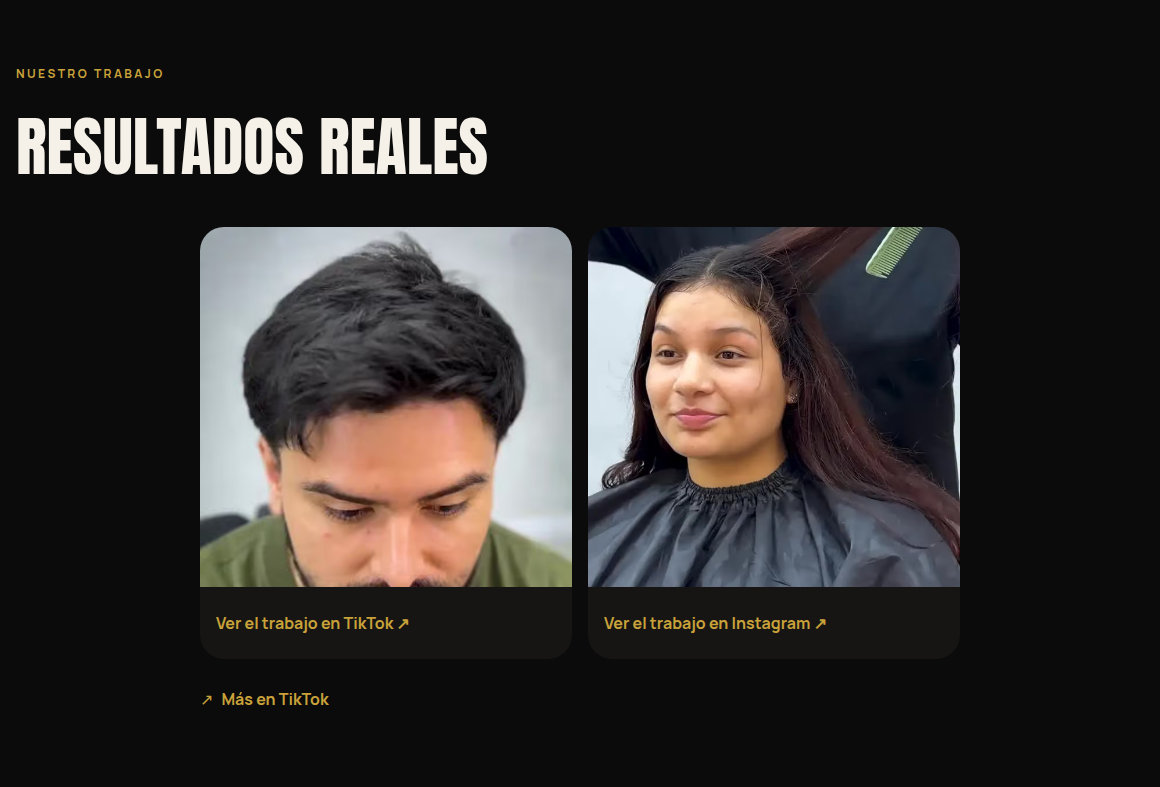 NUESTRO TRABAJO
RESULTADOS REALES
Ver el trabajo en TikTok ↗
Ver el trabajo en Instagram ↗
↗ Más en TikTok